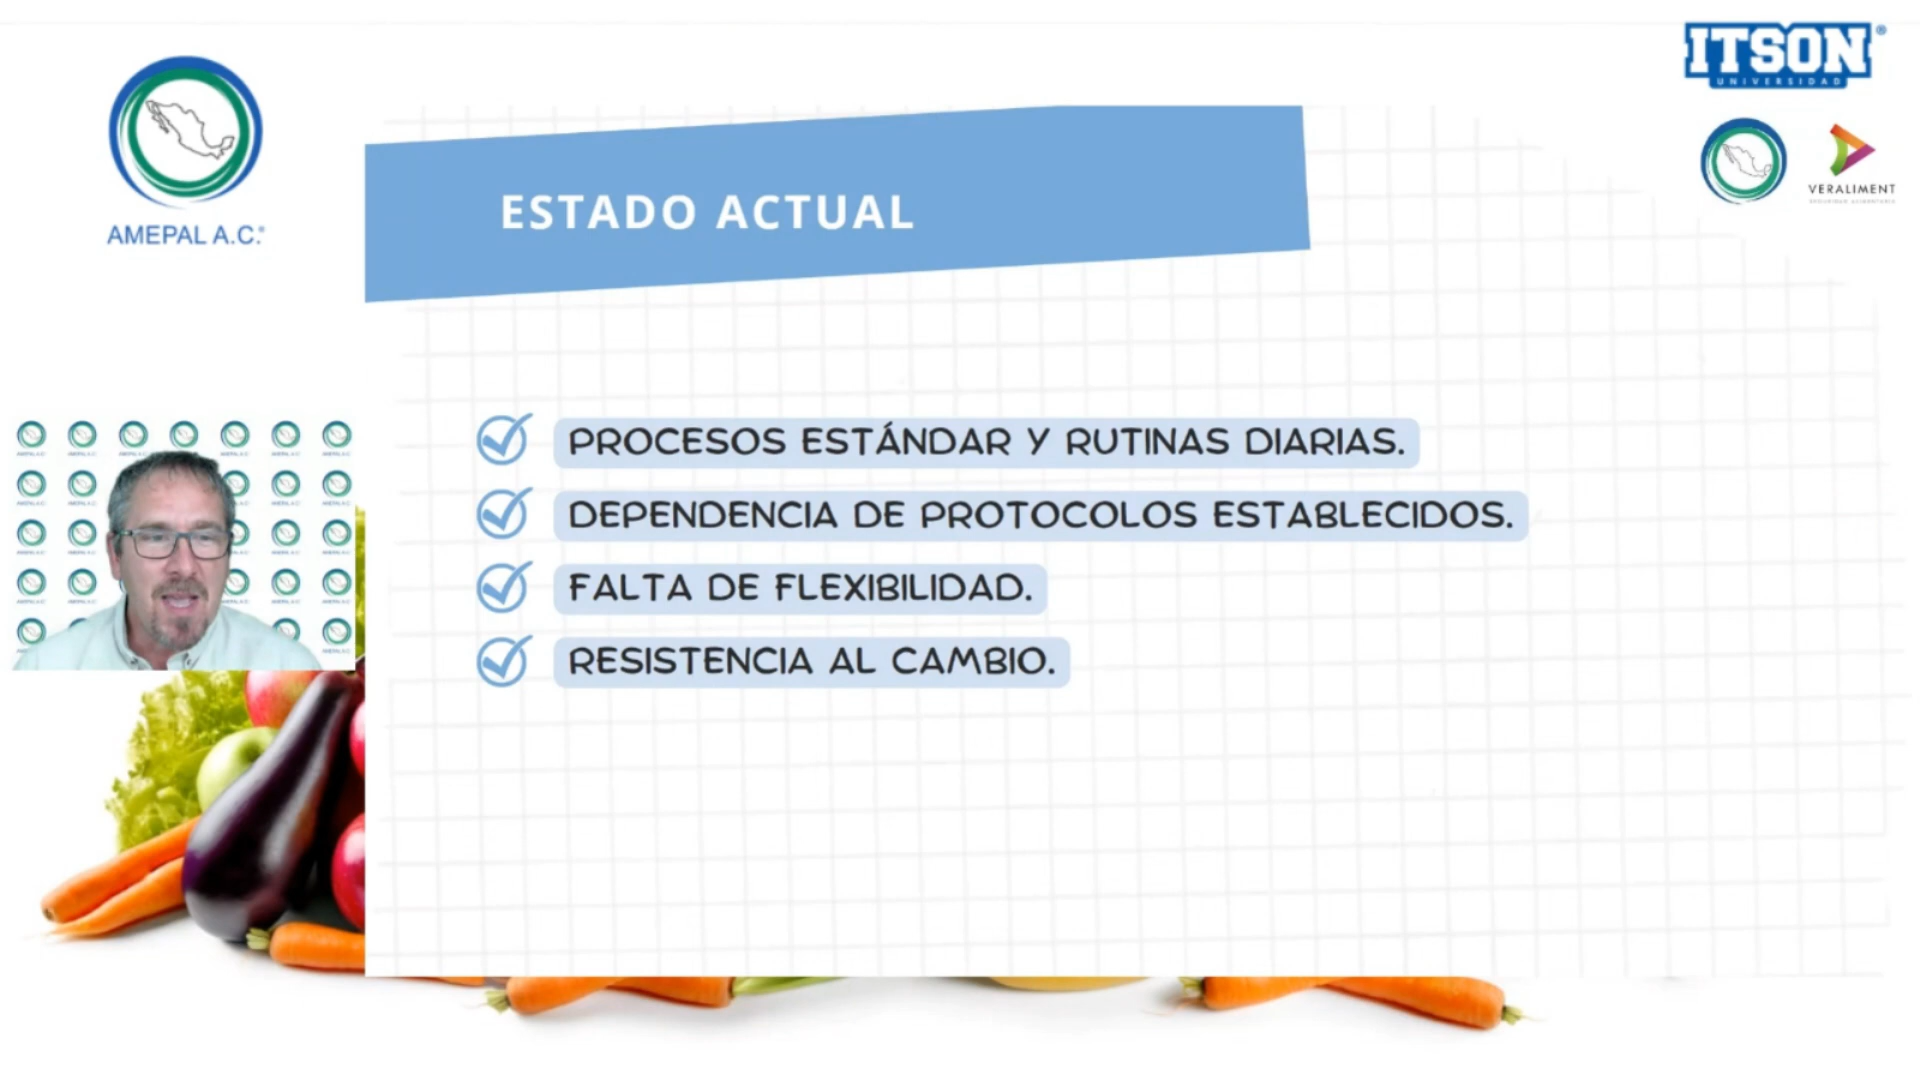 ITSON
UNIVERSIDAD
AMEPAL A.C.®
VERALIMENT
ESTADO ACTUAL
PROCESOS ESTÁNDAR Y RUTINAS DIARIAS.
DEPENDENCIA DE PROTOCOLOS ESTABLECIDOS.
FALTA DE FLEXIBILIDAD.
RESISTENCIA AL CAMBIO.